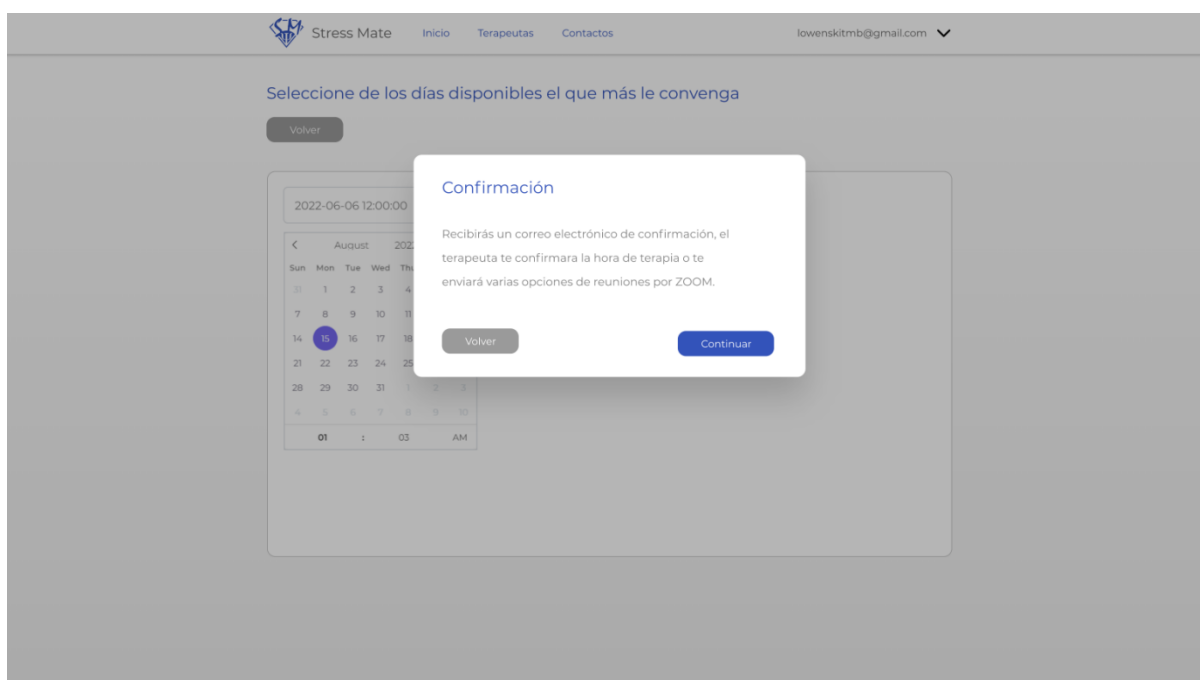 Stress Mate Inicio Terapeutas Contactos lowenskitmb@gmail.com
Seleccione de los días disponibles el que más le convenga
Volver
Confirmación
Recibirás un correo electrónico de confirmación, el
terapeuta te confirmara la hora de terapia o te
enviará varias opciones de reuniones por ZOOM.
Volver Continuar
2022-06-06 12:00:00
August
Sun Mon Tue Wed
31 1 2 3 4
7 8 9 10 11
14 15 16 17 18
21 22 23 24 25
28 29 30 31 1 2 3
4 5 6 7 8 9 10
01 : 03 AM